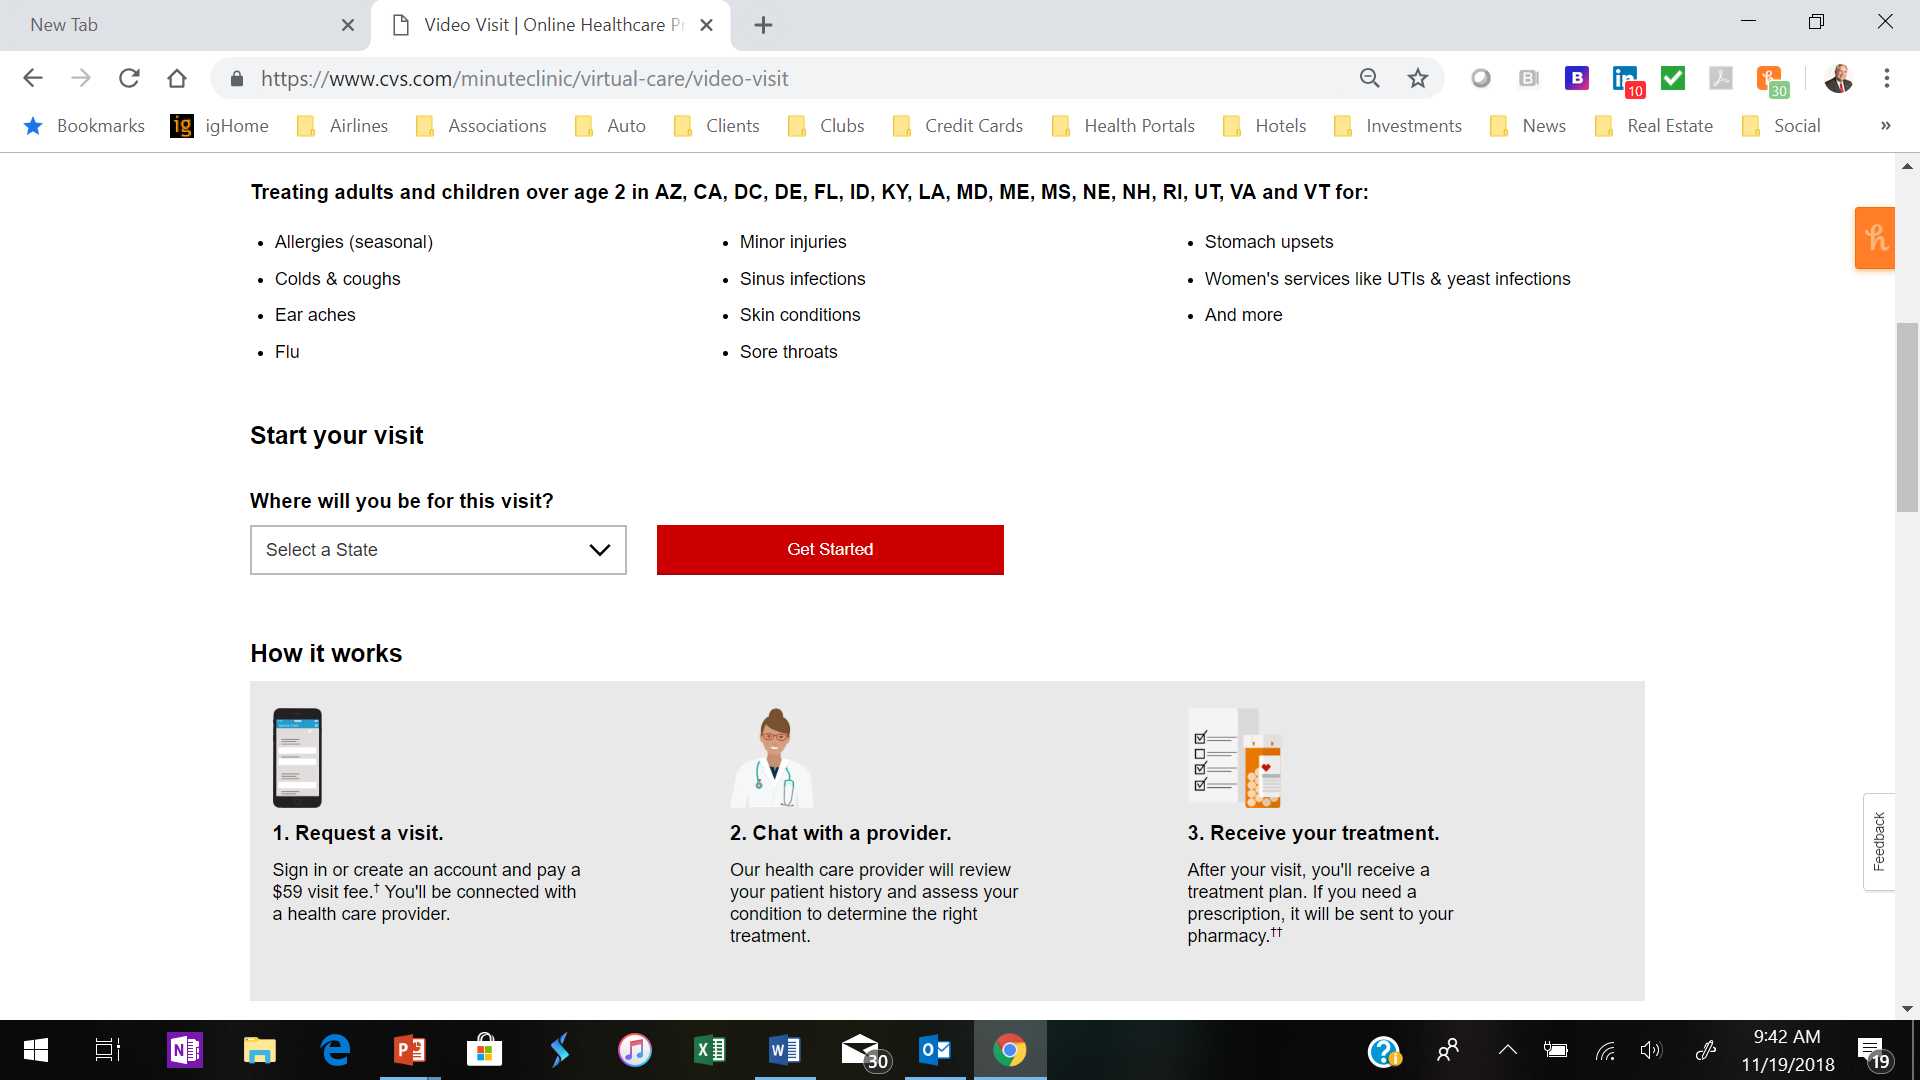 New Tab
Video Visit | Online Healthcare Pr
https://www.cvs.com/minuteclinic/virtual-care/video-visit
B
B
in
10
30
Bookmarks
ig
igHome
Airlines
Associations
Auto
Clients
Clubs
Credit Cards
Health Portals
Hotels
Investments
News
Real Estate
Social
»
Treating adults and children over age 2 in AZ, CA, DC, DE, FL, ID, KY, LA, MD, ME, MS, NE, NH, RI, UT, VA and VT for:
• Allergies (seasonal)
• Colds & coughs
• Ear aches
• Flu
• Minor injuries
• Sinus infections
• Skin conditions
• Sore throats
• Stomach upsets
• Women's services like UTIs & yeast infections
• And more
h
Start your visit
Where will you be for this visit?
Select a State
Get Started
How it works
1. Request a visit.
Sign in or create an account and pay a
$59 visit fee.† You'll be connected with
a health care provider.
2. Chat with a provider.
Our health care provider will review
your patient history and assess your
condition to determine the right
treatment.
3. Receive your treatment.
After your visit, you'll receive a
treatment plan. If you need a
prescription, it will be sent to your
pharmacy.††
Feedback
N
P
X
W
30
O
?
9:42 AM
11/19/2018
19